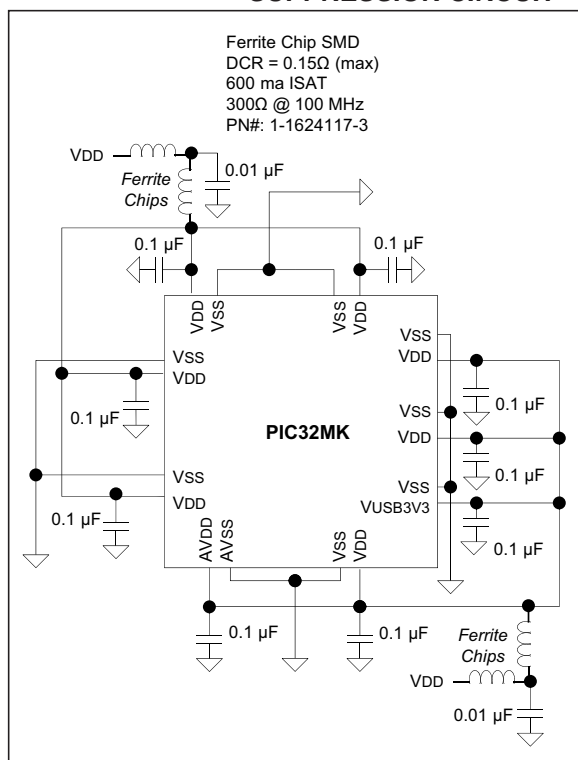 Ferrite Chip SMD
DCR = 0.15Ω (max)
600 ma ISAT
300Ω @ 100 MHz
PN#: 1-1624117-3
VDD
0.01 µF
Ferrite
Chips
0.1 µF
0.1 µF
VDD
VSS
VSS
VDD
VSS
VDD
VSS
VDD
0.1 µF
0.1 µF
VSS
VDD
0.1 µF
PIC32MK
VSS
VDD
0.1 µF
VSS
VUSB3V3
0.1 µF
0.1 µF
AVDD
AVSS
VSS
VDD
0.1 µF
0.1 µF
Ferrite
Chips
VDD
0.01 µF